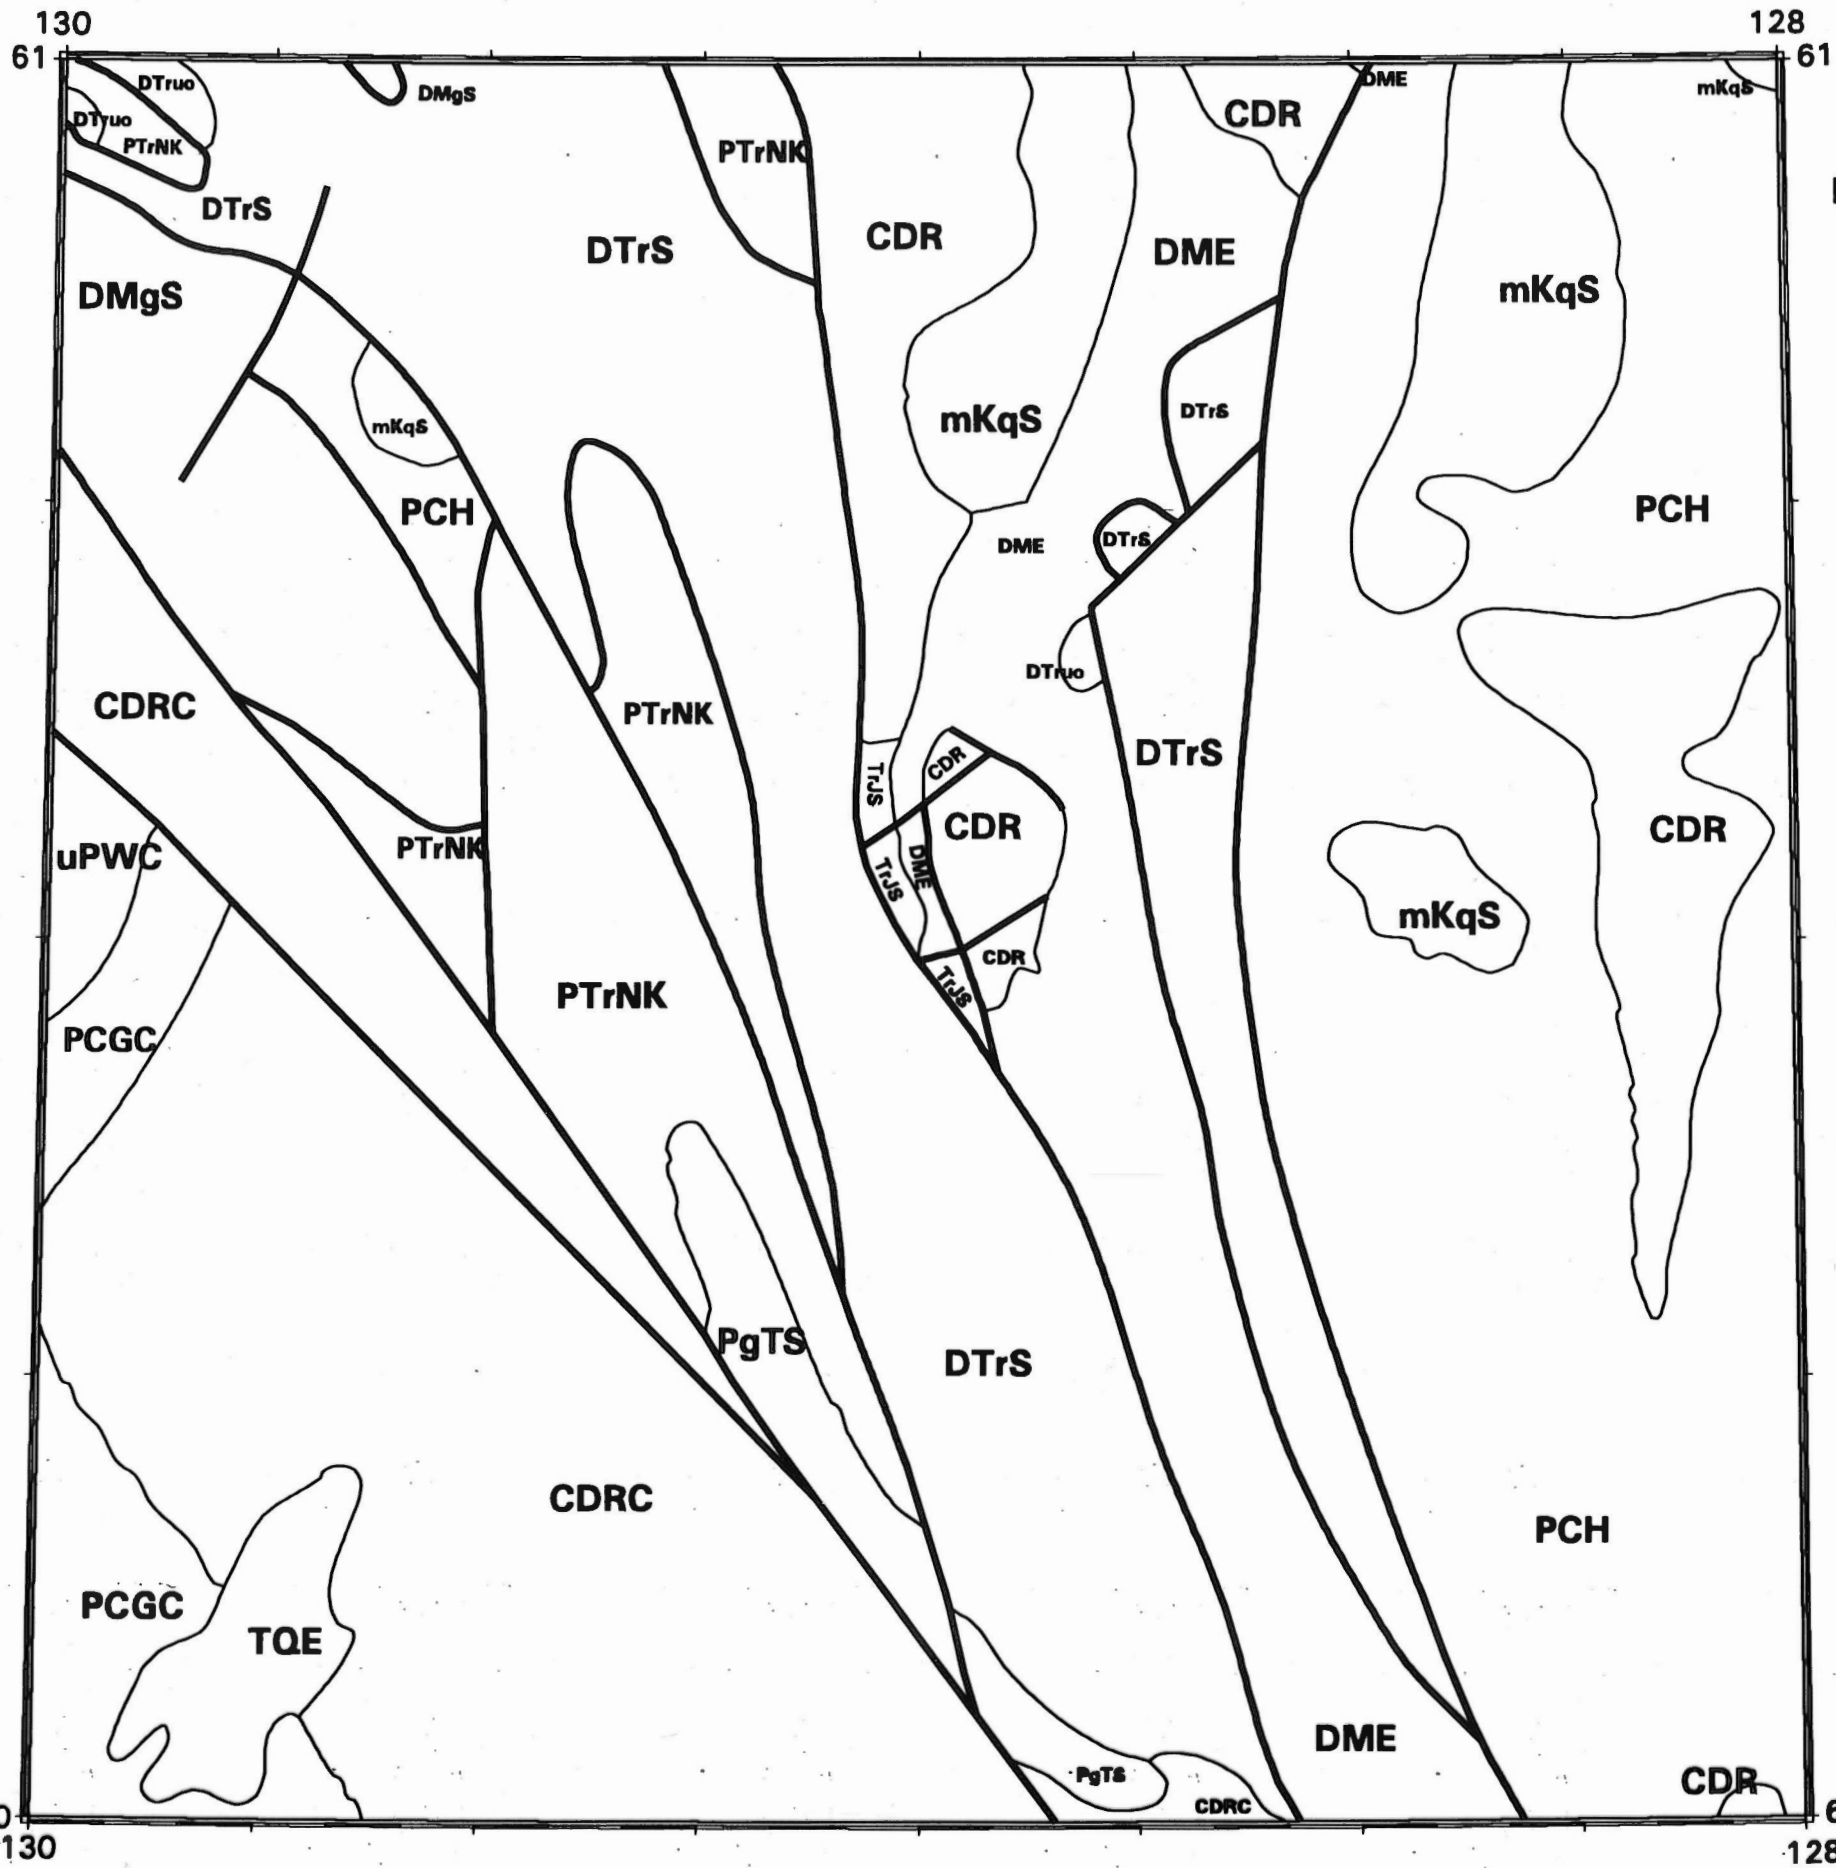 130
128
61
61
DTruo
DMgS
DME
mKqS
DTruo
CDR
PTrNK
PTrNK
DTrS
CDR
DTrS
DME
DMgS
mKqS
DTrS
mKqS
mKqS
PCH
PCH
DTrS
DME
DTruo
CDRC
PTrNK
DTrS
CDR
TrJS
CDR
CDR
PTrNK
uPWC
DME
TrJS
mKqS
CDR
TrJS
PTrNK
PCGC
PgTS
DTrS
CDRC
PCH
PCGC
TQE
DME
PgTS
CDR
CDRC
0
6
130
128